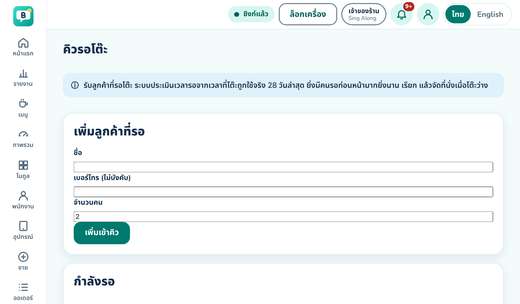 B
ซิงก์แล้ว
ล็อกเครื่อง
เจ้าของร้าน
Sing Along
9+
ไทย
English
หน้าแรก
รายงาน
เมนู
ภาพรวม
โมดูล
พนักงาน
อุปกรณ์
ขาย
ออเดอร์
คิวรอโต๊ะ
รับลูกค้าที่รอโต๊ะ ระบบประเมินเวลารอจากเวลาที่โต๊ะถูกใช้จริง 28 วันล่าสุด ยิ่งมีคนรอก่อนหน้ามากยิ่งนาน เรียก แล้วจัดที่นั่งเมื่อโต๊ะว่าง
เพิ่มลูกค้าที่รอ
ชื่อ
เบอร์โทร (ไม่บังคับ)
จำนวนคน
2
เพิ่มเข้าคิว
กำลังรอ